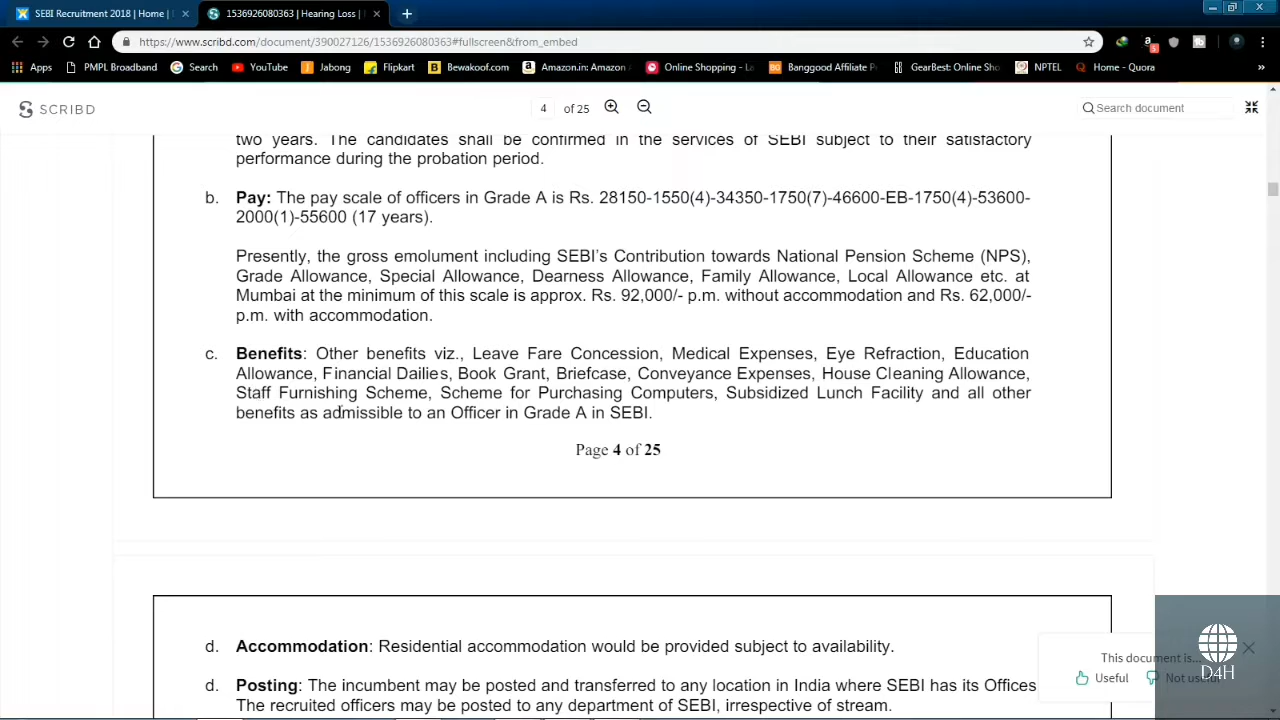 SEBI Recruitment 2018 | Home |
1536926080363 | Hearing Loss |
https://www.scribd.com/document/390027126/1536926080363#fullscreen&from_embed
Apps PMPL Broadband Search YouTube Jabong Flipkart Bewakoof.com Amazon.in: Amazon Online Shopping - La Banggood Affiliate P GearBest: Online Sho NPTEL Home - Quora »
SCRIBD 4 of 25 Search document
two years. The candidates shall be confirmed in the services of SEBI subject to their satisfactory
performance during the probation period.
b. Pay: The pay scale of officers in Grade A is Rs. 28150-1550(4)-34350-1750(7)-46600-EB-1750(4)-53600-
2000(1)-55600 (17 years).
Presently, the gross emolument including SEBI's Contribution towards National Pension Scheme (NPS),
Grade Allowance, Special Allowance, Dearness Allowance, Family Allowance, Local Allowance etc. at
Mumbai at the minimum of this scale is approx. Rs. 92,000/- p.m. without accommodation and Rs. 62,000/-
p.m. with accommodation.
c. Benefits: Other benefits viz., Leave Fare Concession, Medical Expenses, Eye Refraction, Education
Allowance, Financial Dailies, Book Grant, Briefcase, Conveyance Expenses, House Cleaning Allowance,
Staff Furnishing Scheme, Scheme for Purchasing Computers, Subsidized Lunch Facility and all other
benefits as admissible to an Officer in Grade A in SEBI.
Page 4 of 25
d. Accommodation: Residential accommodation would be provided subject to availability.
d. Posting: The incumbent may be posted and transferred to any location in India where SEBI has its Offices
The recruited officers may be posted to any department of SEBI, irrespective of stream.
This document is...
Useful Not useful
D4H